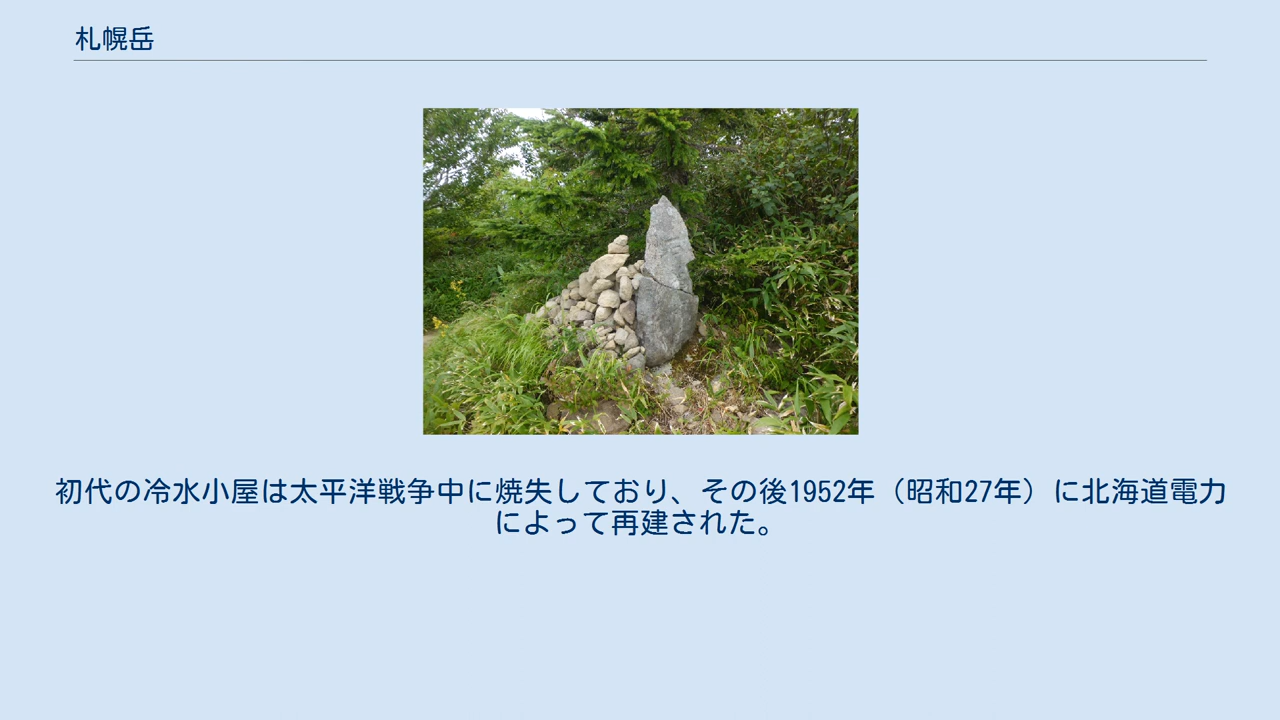 札幌岳
初代の冷水小屋は太平洋戦争中に焼失しており、その後1952年（昭和27年）に北海道電力
によって再建された。